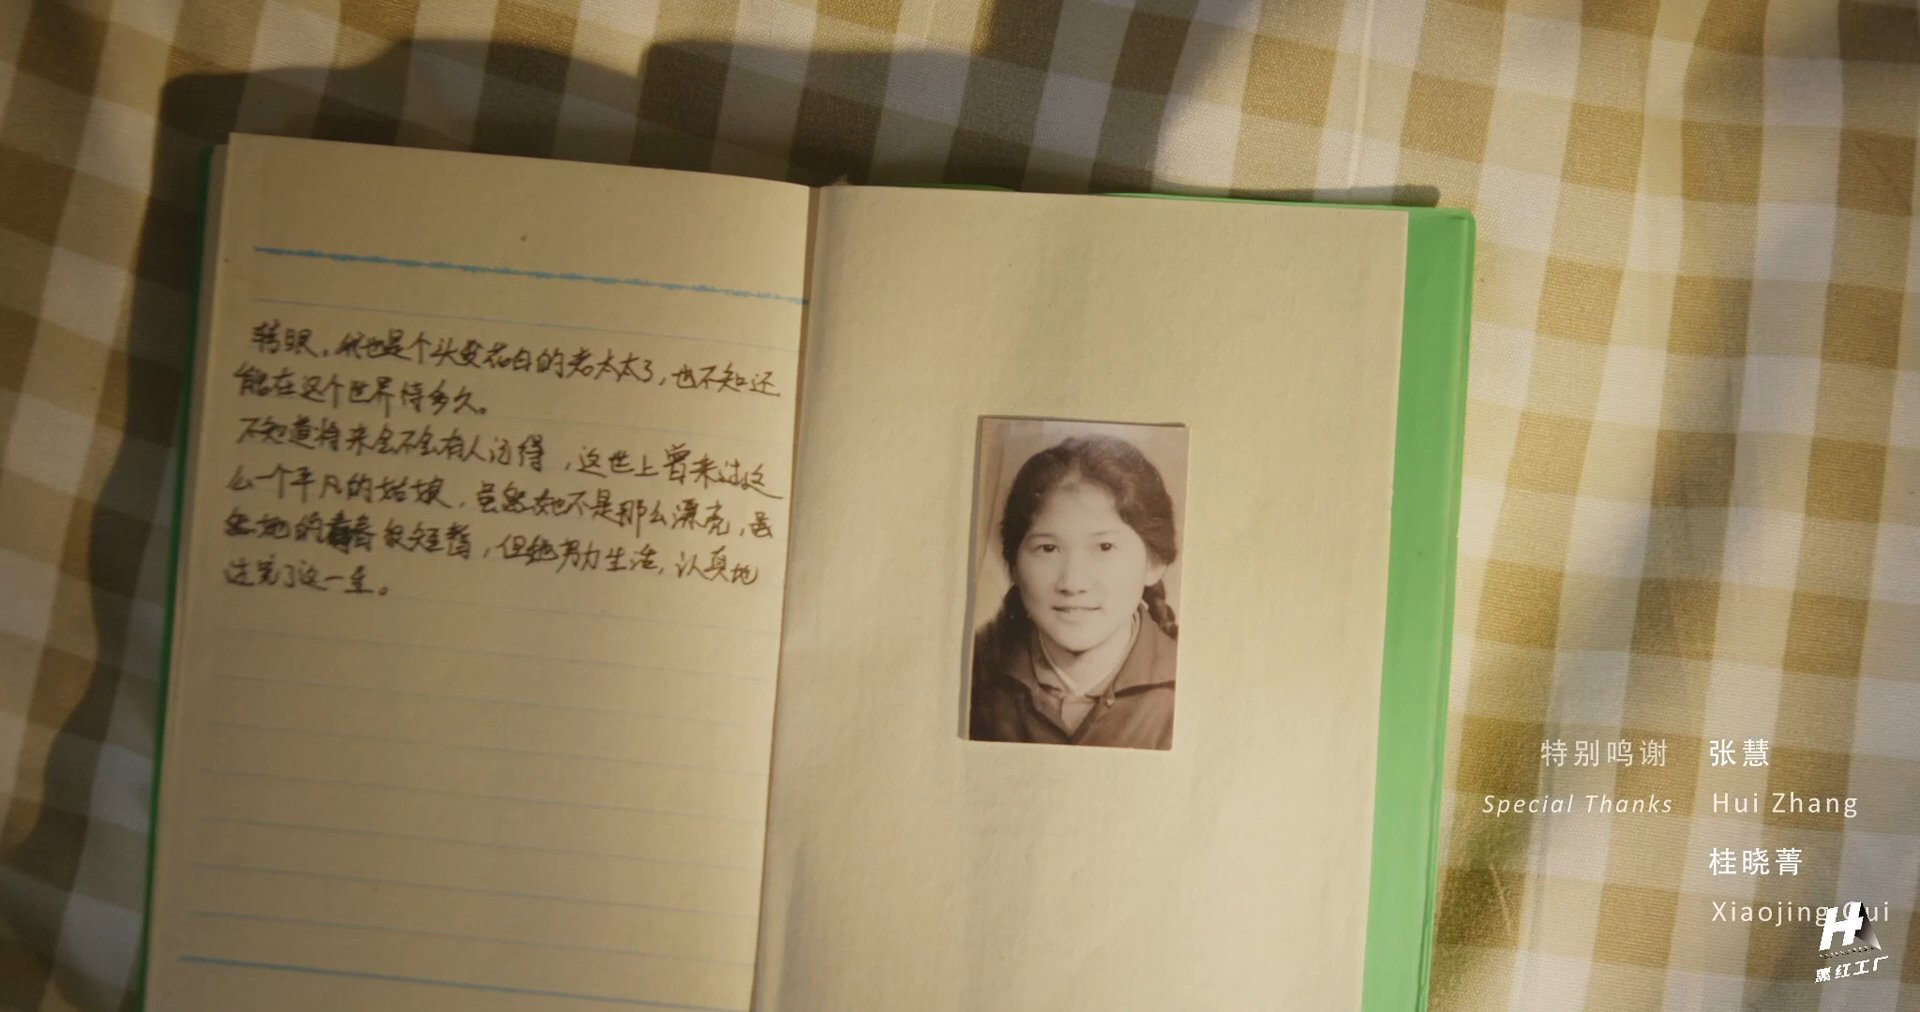 转眼，我也是个头发花白的老太太了，也不知还
能在这个世界待多久。
不知道将来会不会有人记得，这世上曾来过这
么一个平凡的姑娘，虽然她不是那么漂亮，虽
然她的青春很短暂，但她努力生活，认真地
过完了这一生。
特别鸣谢 张慧
Special Thanks Hui Zhang
桂晓菁
Xiaojing Gui
H
黑红工厂